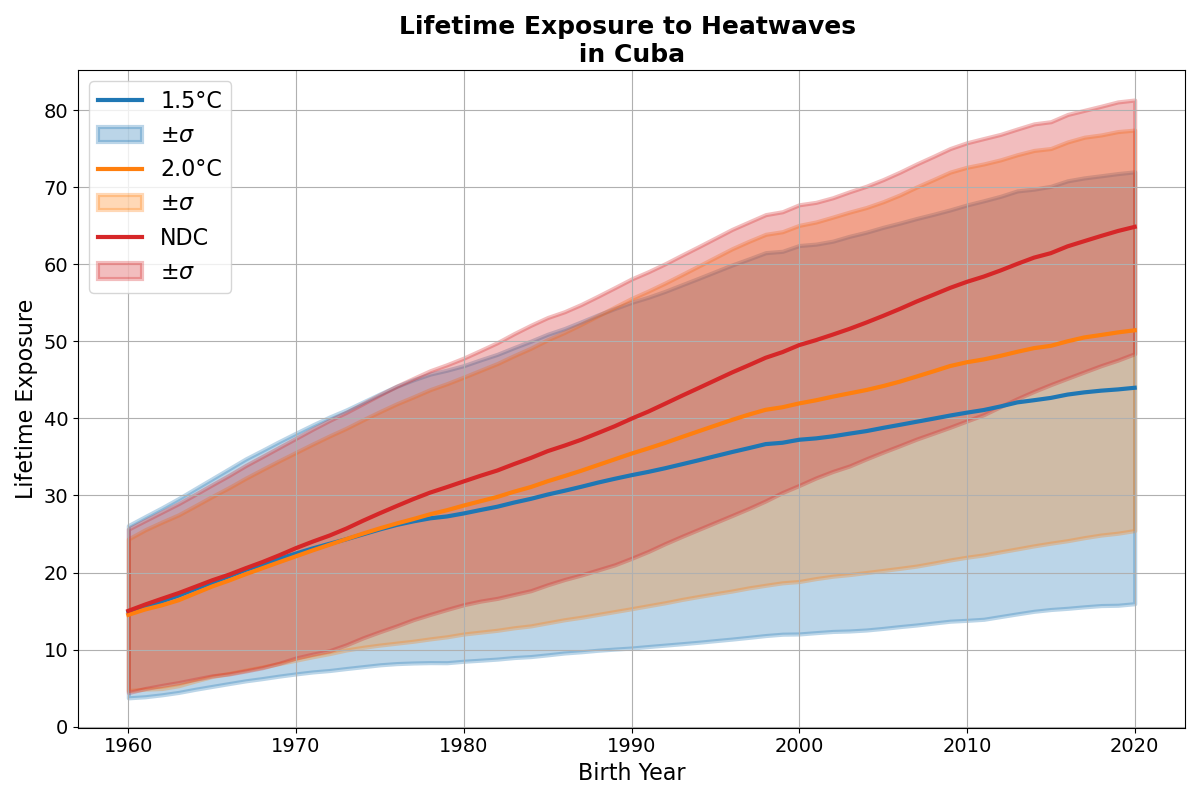 Lifetime Exposure to Heatwaves
in Cuba
1.5°C
±σ
2.0°C
±σ
NDC
±σ
Lifetime Exposure
80
70
60
50
40
30
20
10
0
1960 1970 1980 1990 2000 2010 2020
Birth Year